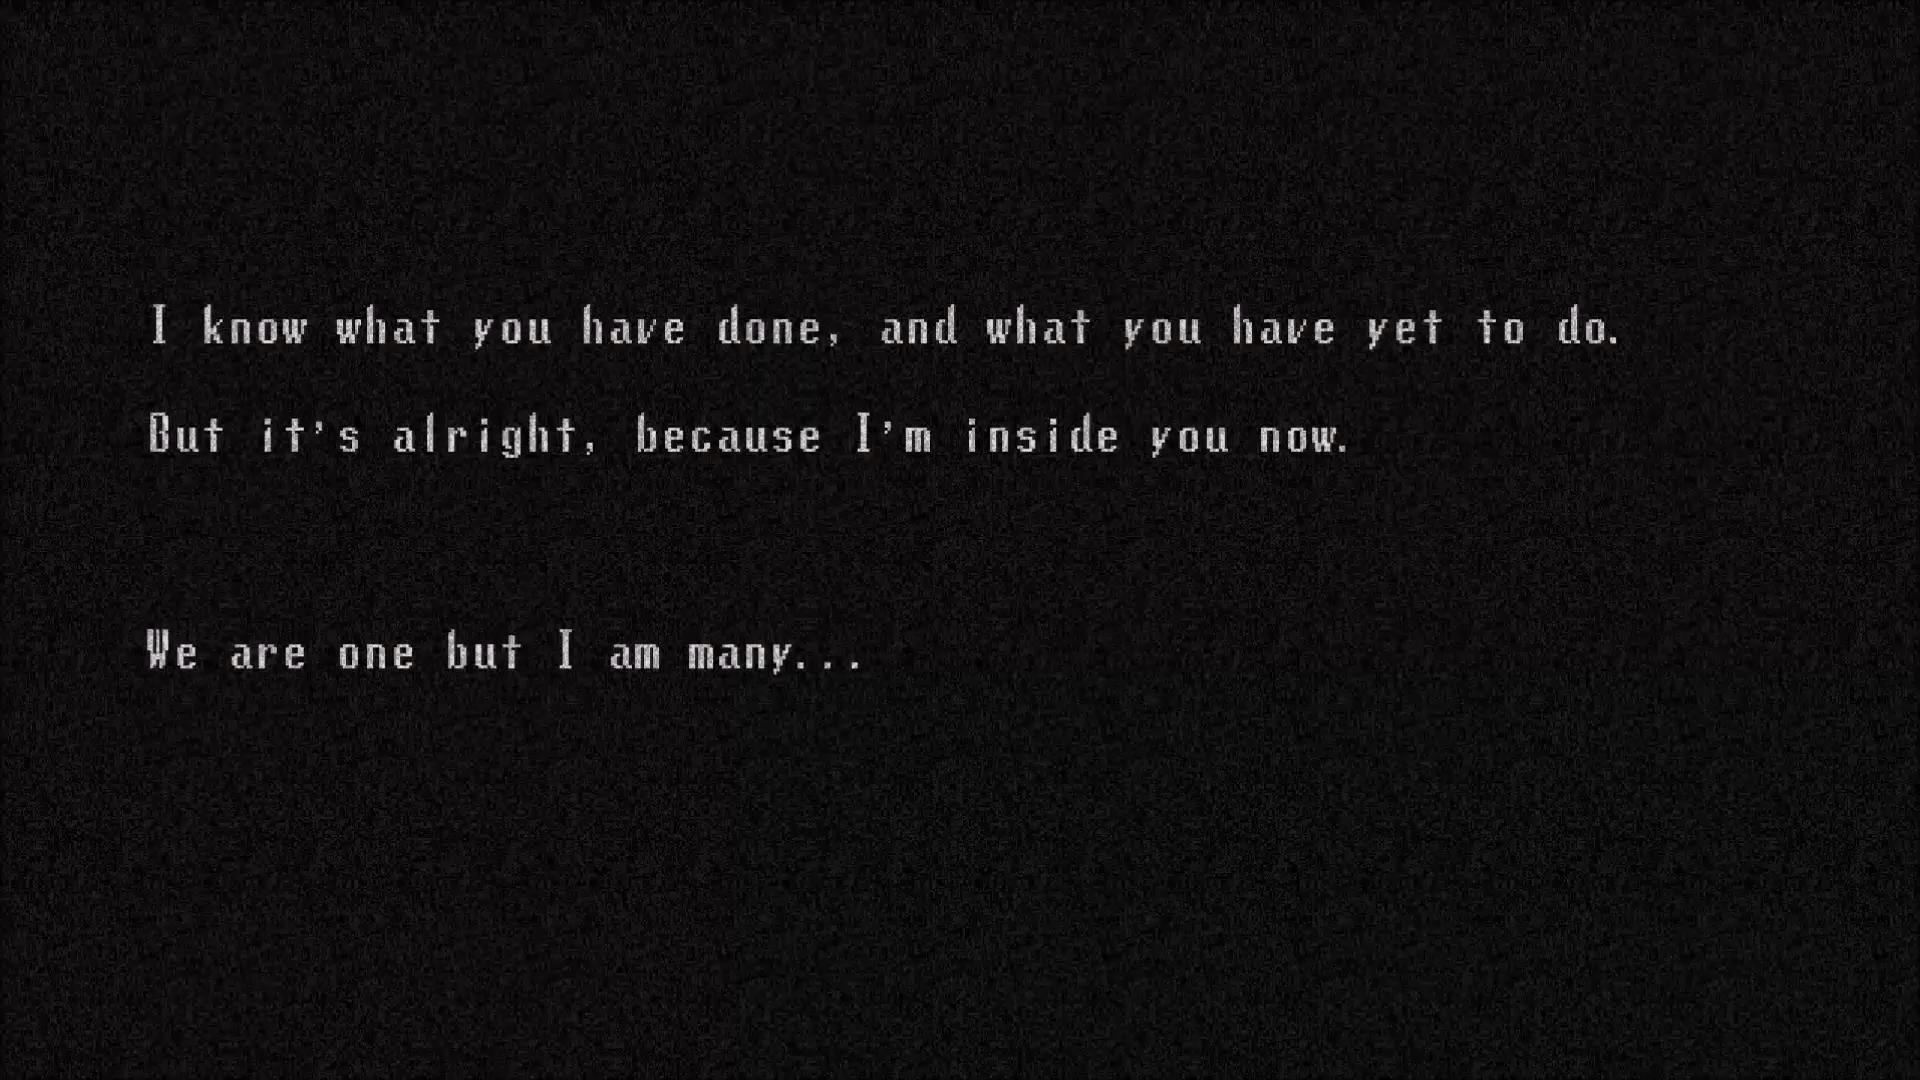 I know what you have done, and what you have yet to do.
But it's alright, because I'm inside you now.
We are one but I am many...